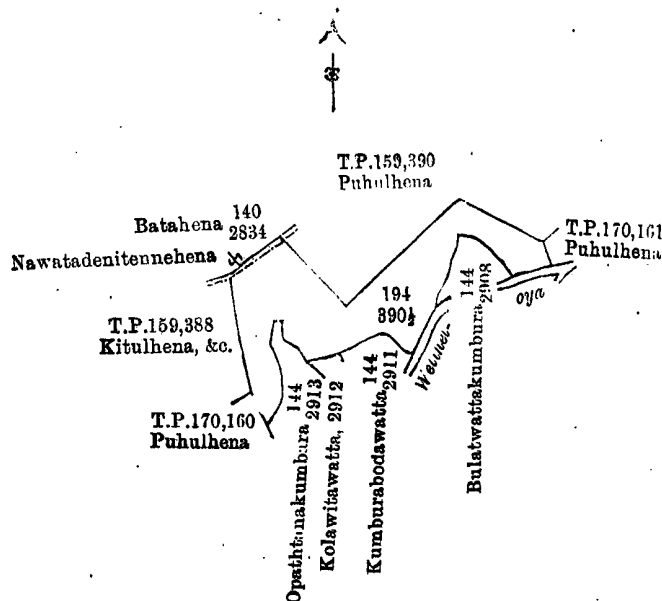 T.P.159,390
Puhulhena
140
Batahena 2834
Nawatadenitennehena &
T.P.170,161
Puhulhena
T.P.159,388
Kitulhena, &c.
194
390½
144
2908
Bulatwattakumbura
oya
144
2911
Kumburabodawatta
T.P.170,160
Puhulhena
144
2913
Kolawitawatta, 2912